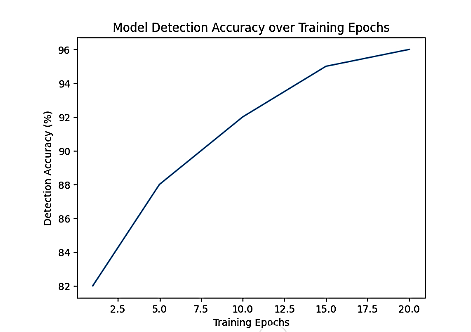 Model Detection Accuracy over Training Epochs
96
94
92
90
88
86
84
82
Detection Accuracy (%)
2.5 5.0 7.5 10.0 12.5 15.0 17.5 20.0
Training Epochs